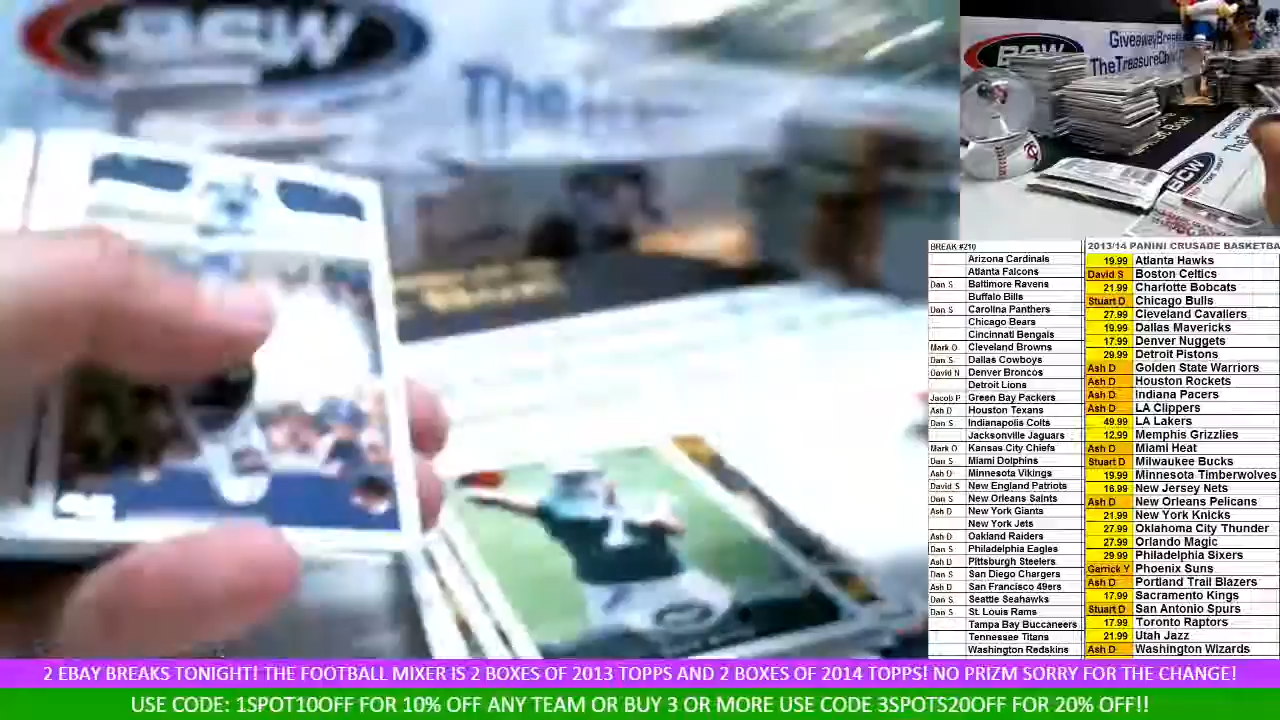 BCW
The
BCW
GiveawayBreak
TheTreasureCh
BCW
BREAK #210
Arizona Cardinals
Atlanta Falcons
Dan S Baltimore Ravens
Buffalo Bills
Dan S Carolina Panthers
Chicago Bears
Cincinnati Bengals
Mark O Cleveland Browns
Dan S Dallas Cowboys
David N Denver Broncos
Detroit Lions
Jacob P Green Bay Packers
Ash D Houston Texans
Dan S Indianapolis Colts
Jacksonville Jaguars
Mark O Kansas City Chiefs
Dan S Miami Dolphins
Ash D Minnesota Vikings
David S New England Patriots
Dan S New Orleans Saints
Ash D New York Giants
New York Jets
Ash D Oakland Raiders
Dan S Philadelphia Eagles
Ash D Pittsburgh Steelers
Dan S San Diego Chargers
Ash D San Francisco 49ers
Dan S Seattle Seahawks
Dan S St. Louis Rams
Tampa Bay Buccaneers
Tennessee Titans
Washington Redskins
2013/14 PANINI CRUSADE BASKETBA
19.99 Atlanta Hawks
David S Boston Celtics
21.99 Charlotte Bobcats
Stuart D Chicago Bulls
27.99 Cleveland Cavaliers
19.99 Dallas Mavericks
17.99 Denver Nuggets
29.99 Detroit Pistons
Ash D Golden State Warriors
Ash D Houston Rockets
Ash D Indiana Pacers
Ash D LA Clippers
49.99 LA Lakers
12.99 Memphis Grizzlies
Ash D Miami Heat
Stuart D Milwaukee Bucks
19.99 Minnesota Timberwolves
16.99 New Jersey Nets
Ash D New Orleans Pelicans
21.99 New York Knicks
27.99 Oklahoma City Thunder
27.99 Orlando Magic
29.99 Philadelphia Sixers
Garrick Y Phoenix Suns
Ash D Portland Trail Blazers
17.99 Sacramento Kings
Stuart D San Antonio Spurs
17.99 Toronto Raptors
21.99 Utah Jazz
Ash D Washington Wizards
2 EBAY BREAKS TONIGHT! THE FOOTBALL MIXER IS 2 BOXES OF 2013 TOPPS AND 2 BOXES OF 2014 TOPPS! NO PRIZM SORRY FOR THE CHANGE!
USE CODE: 1SPOT10OFF FOR 10% OFF ANY TEAM OR BUY 3 OR MORE USE CODE 3SPOTS20OFF FOR 20% OFF!!